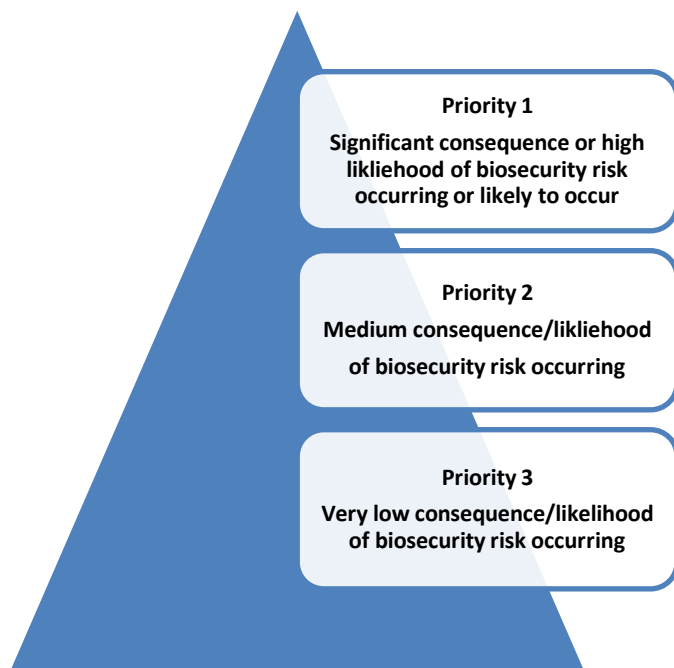 Priority 1
Significant consequence or high
likliehood of biosecurity risk
occurring or likely to occur
Priority 2
Medium consequence/likliehood
of biosecurity risk occurring
Priority 3
Very low consequence/likelihood
of biosecurity risk occurring